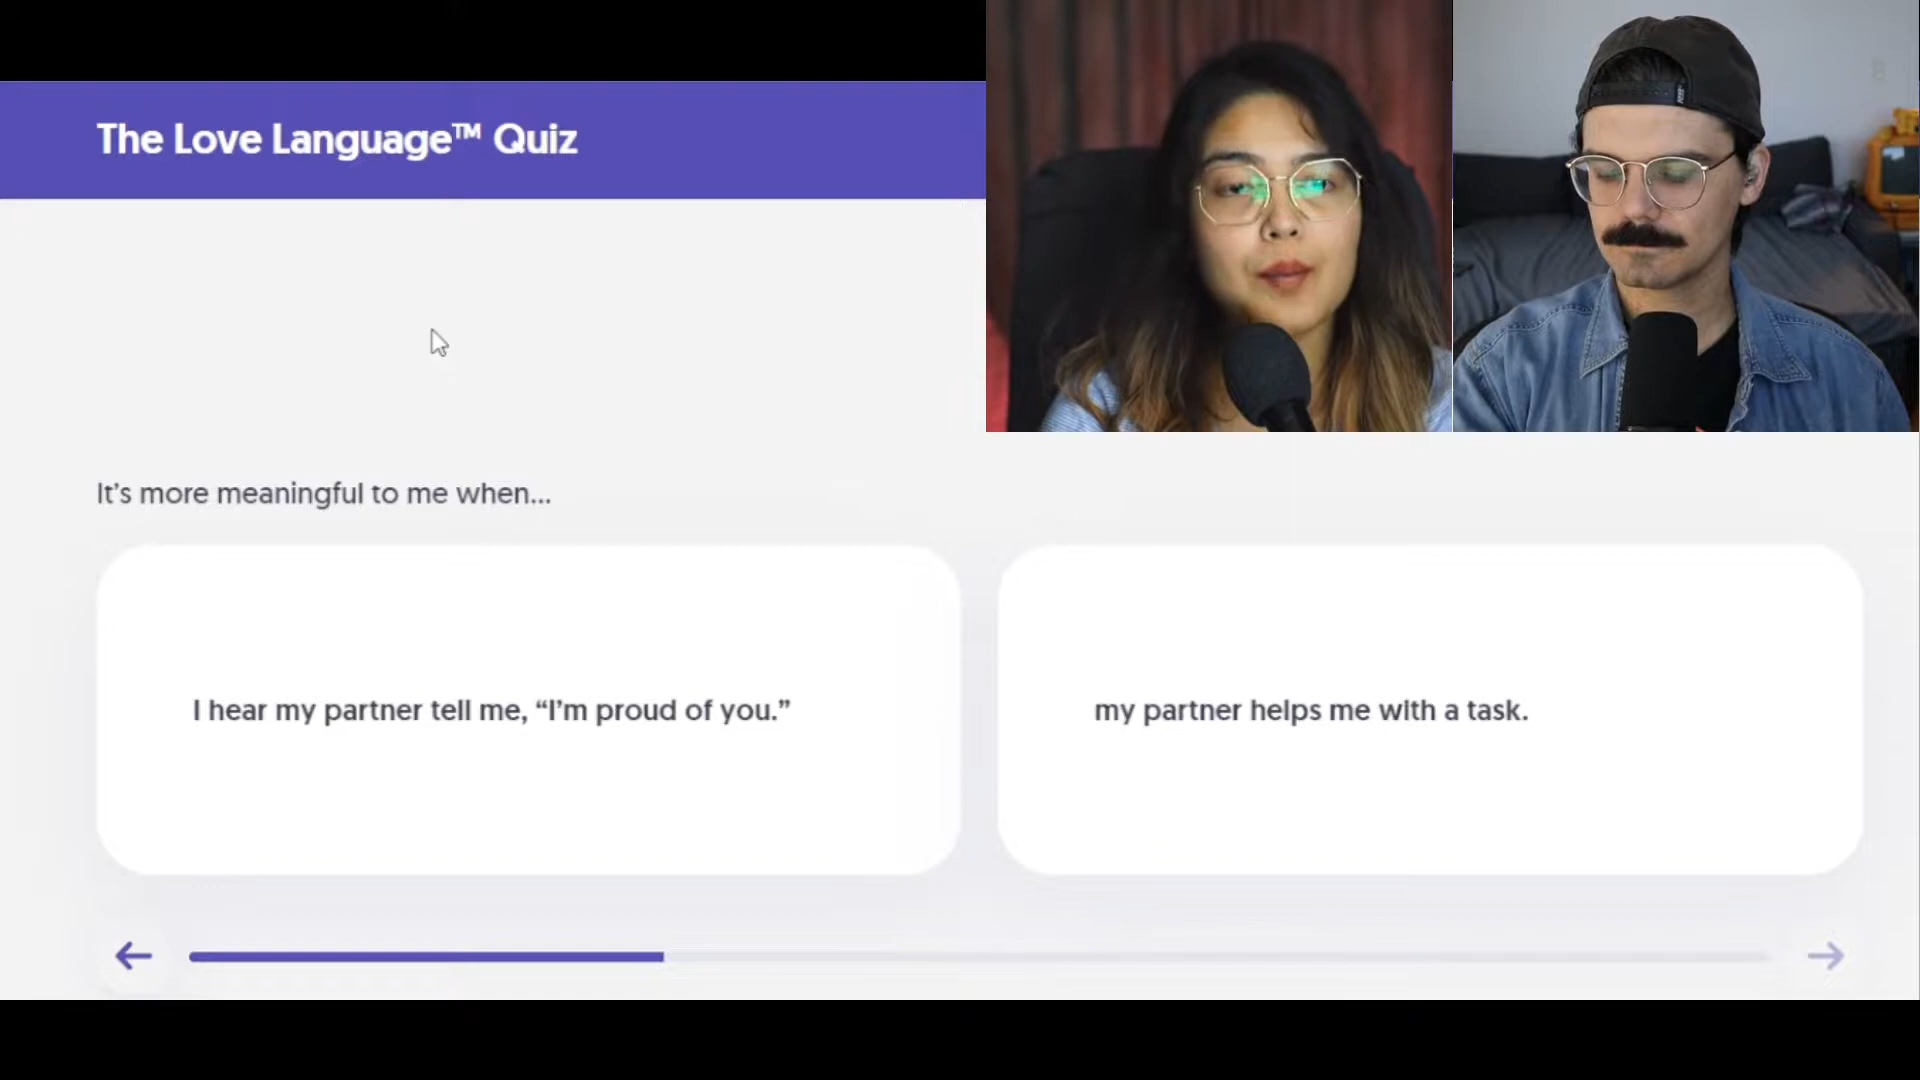 The Love Language™ Quiz
It's more meaningful to me when...
I hear my partner tell me, “I'm proud of you.”
my partner helps me with a task.